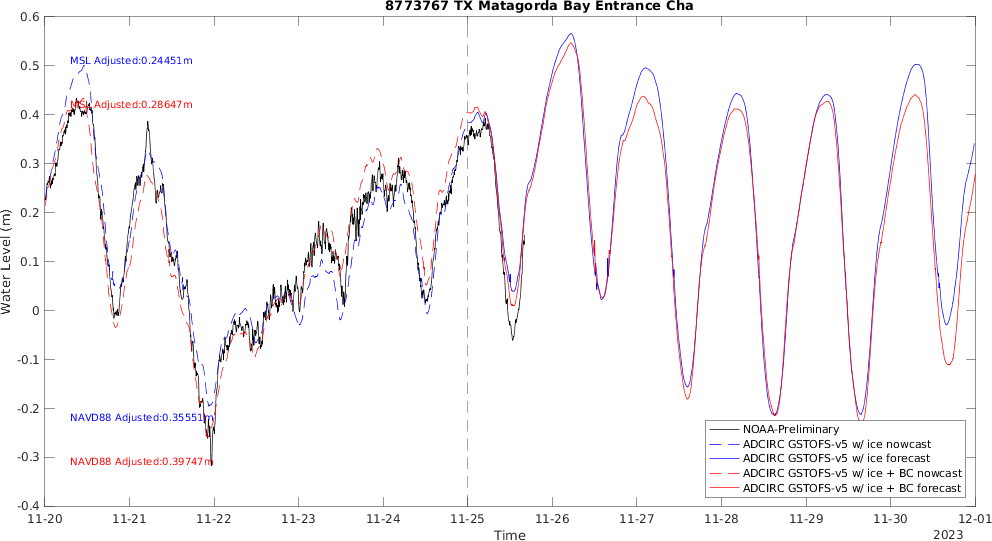 8773767 TX Matagorda Bay Entrance Cha
0.6
0.5
0.4
0.3
0.2
0.1
0
-0.1
-0.2
-0.3
-0.4
Water Level (m)
MSL Adjusted:0.24451m
MSL Adjusted:0.28647m
NAVD88 Adjusted:0.35551m
NAVD88 Adjusted:0.39747m
NOAA-Preliminary
ADCIRC GSTOFS-v5 w/ ice nowcast
ADCIRC GSTOFS-v5 w/ ice forecast
ADCIRC GSTOFS-v5 w/ ice + BC nowcast
ADCIRC GSTOFS-v5 w/ ice + BC forecast
11-20 11-21 11-22 11-23 11-24 11-25 11-26 11-27 11-28 11-29 11-30 12-01
Time
2023